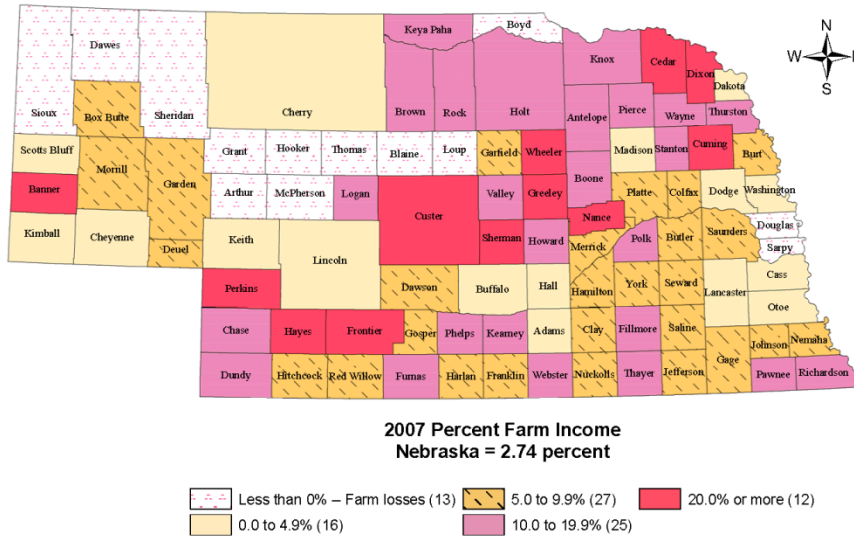 N
W
S
Boyd
Keya Paha
Dawes
Knox
Cedar
Dixon
Dakota
Sioux
Box Butte
Sheridan
Cherry
Brown
Rock
Holt
Antelope
Pierce
Wayne
Thurston
Scotts Bluff
Morrill
Garden
Grant
Hooker
Thomas
Blaine
Loup
Garfield
Wheeler
Madison
Stanton
Cuming
Burt
Banner
Arthur
McPherson
Logan
Custer
Valley
Greeley
Boone
Platte
Colfax
Dodge
Washington
Kimball
Cheyenne
Deuel
Keith
Lincoln
Sherman
Howard
Nance
Merrick
Polk
Butler
Saunders
Douglas
Sarpy
Perkins
Dawson
Buffalo
Hall
Hamilton
York
Seward
Lancaster
Cass
Otoe
Chase
Hayes
Frontier
Gosper
Phelps
Kearney
Adams
Clay
Fillmore
Saline
Gage
Johnson
Nemaha
Dundy
Hitchcock
Red Willow
Furnas
Harlan
Franklin
Webster
Nuckolls
Thayer
Jefferson
Pawnee
Richardson
2007 Percent Farm Income
Nebraska = 2.74 percent
Less than 0% – Farm losses (13)
5.0 to 9.9% (27)
20.0% or more (12)
0.0 to 4.9% (16)
10.0 to 19.9% (25)